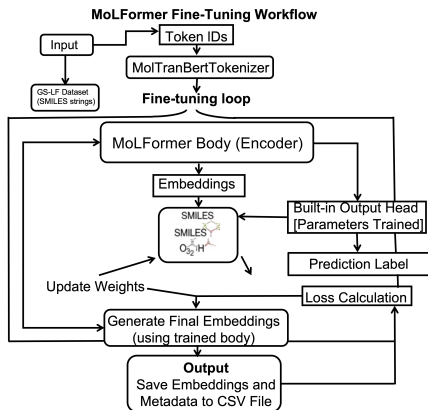 MoLFormer Fine-Tuning Workflow
Input
Token IDs
MolTranBertTokenizer
GS-LF Dataset
(SMILES strings)
Fine-tuning loop
MoLFormer Body (Encoder)
Embeddings
SMILES
SMILES
O32H
Built-in Output Head
[Parameters Trained]
Prediction Label
Update Weights
Loss Calculation
Generate Final Embeddings
(using trained body)
Output
Save Embeddings and
Metadata to CSV File